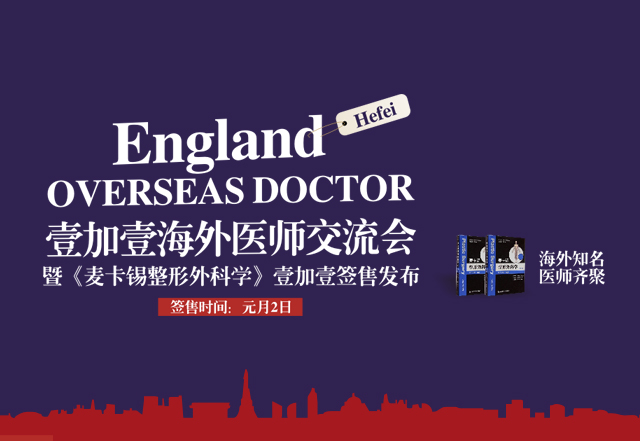 England
Hefei
OVERSEAS DOCTOR
壹加壹海外医师交流会
暨《麦卡锡整形外科学》壹加壹签售发布
签售时间：元月2日
海外知名
医师齐聚